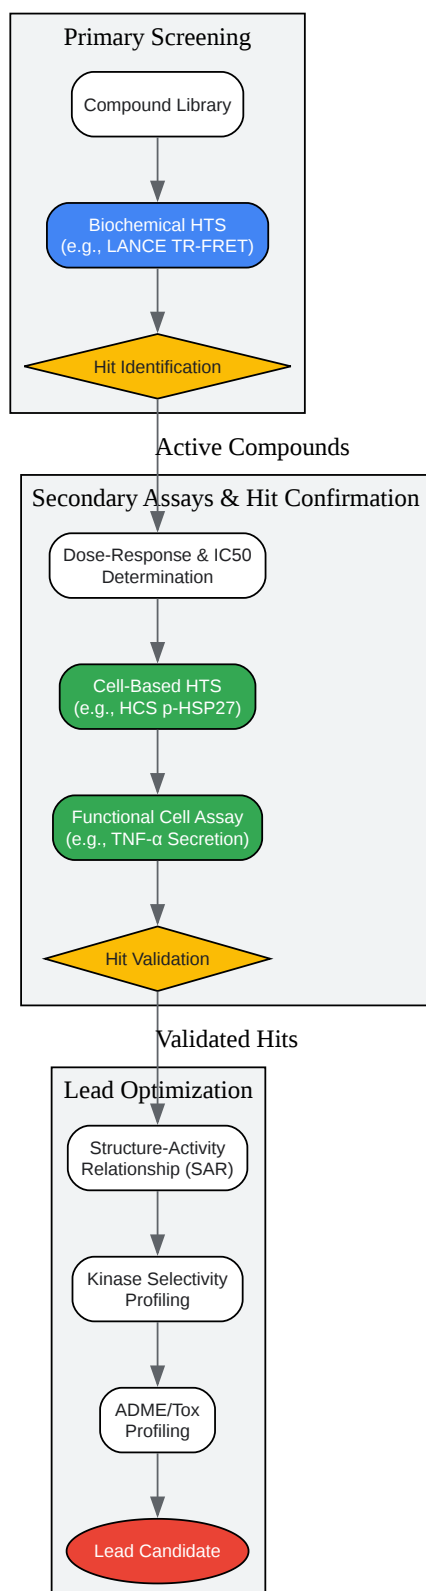 Primary Screening
Compound Library
Biochemical HTS
(e.g., LANCE TR-FRET)
Hit Identification
Active Compounds
Secondary Assays & Hit Confirmation
Dose-Response & IC50
Determination
Cell-Based HTS
(e.g., HCS p-HSP27)
Functional Cell Assay
(e.g., TNF-α Secretion)
Hit Validation
Validated Hits
Lead Optimization
Structure-Activity
Relationship (SAR)
Kinase Selectivity
Profiling
ADME/Tox
Profiling
Lead Candidate